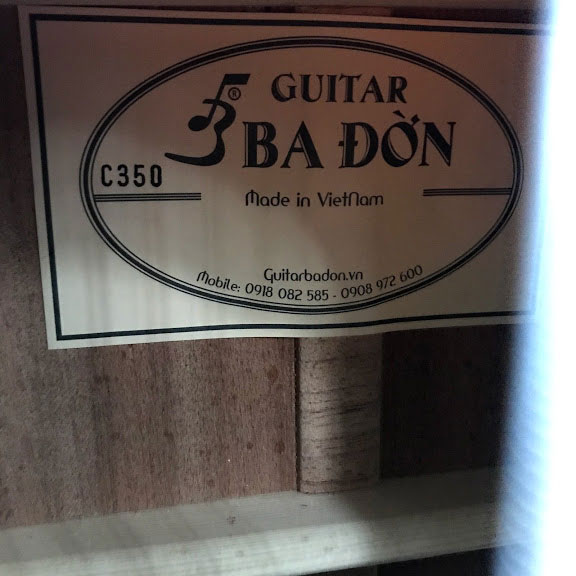 ®
GUITAR
BA ĐỜN
C350
Made in VietNam
Guitarbadon.vn
Mobile: 0918 082 585 - 0908 972 600